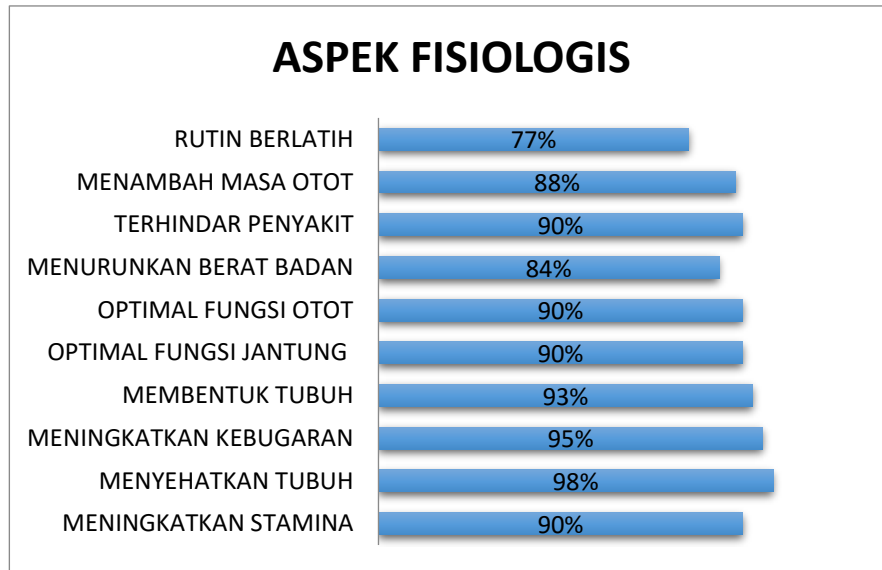 ASPEK FISIOLOGIS
RUTIN BERLATIH 77%
MENAMBAH MASA OTOT 88%
TERHINDAR PENYAKIT 90%
MENURUNKAN BERAT BADAN 84%
OPTIMAL FUNGSI OTOT 90%
OPTIMAL FUNGSI JANTUNG 90%
MEMBENTUK TUBUH 93%
MENINGKATKAN KEBUGARAN 95%
MENYEHATKAN TUBUH 98%
MENINGKATKAN STAMINA 90%